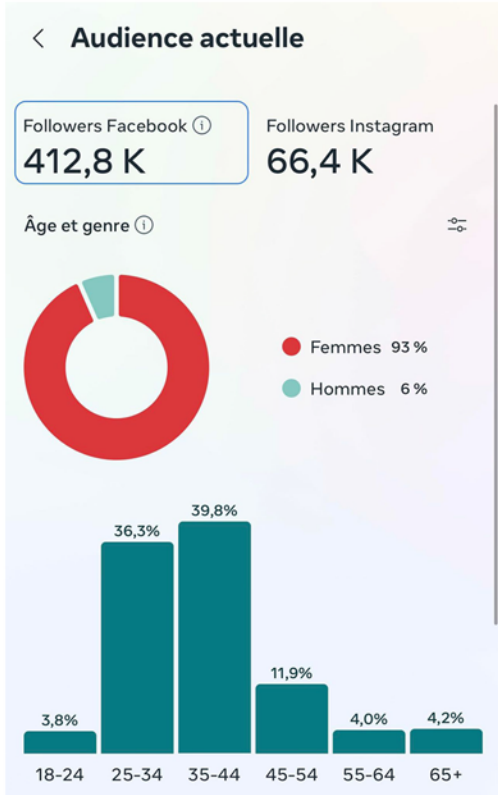 Audience actuelle
Followers Facebook
412,8 K
Followers Instagram
66,4 K
Âge et genre
Femmes 93 %
Hommes 6 %
39,8%
36,3%
11,9%
3,8%
4,0%
4,2%
18-24 25-34 35-44 45-54 55-64 65+